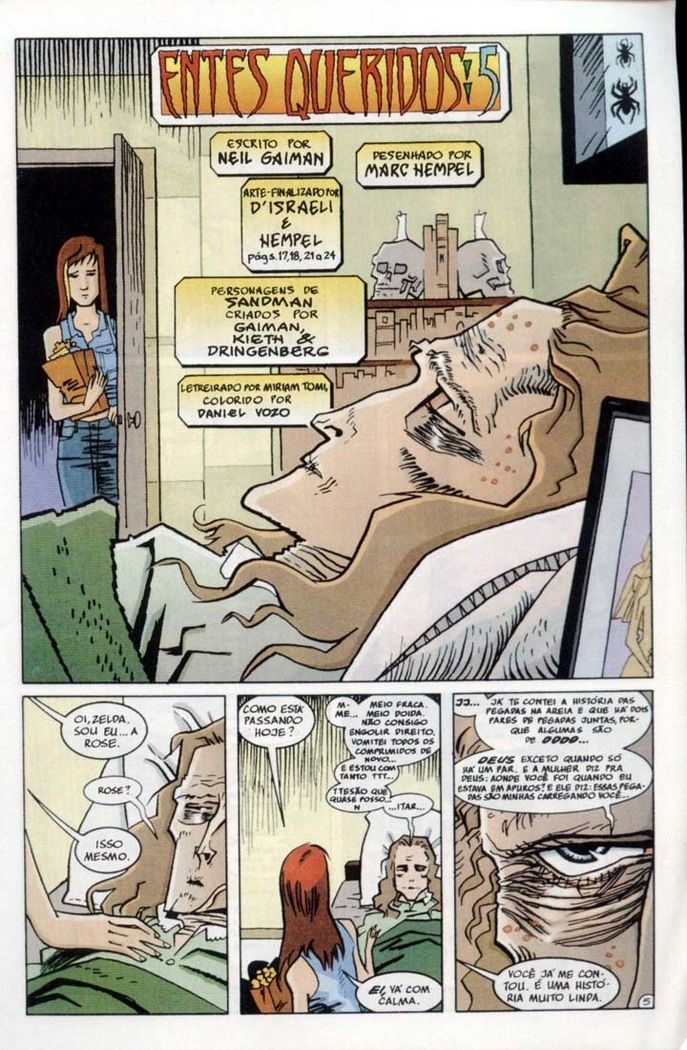 ENTES QUERIDOS: 5
ESCRITO POR
NEIL GAIMAN
DESENHADO POR
MARC HEMPEL
ARTE-FINALIZADO POR
D'ISRAELI
&
HEMPEL
págs. 17, 18, 21 a 24
PERSONAGENS DE
SANDMAN
CRIADOS POR
GAIMAN,
KIETH &
DRINGENBERG
LETREIRADO POR MIRIAM TOMI,
COLORIDO POR
DANIEL VOZO
OI, ZELDA.
SOU EU... A
ROSE.
ROSE?
ISSO
MESMO.
COMO ESTÁ
PASSANDO
HOJE?
M-
ME...
MEIO FRACA.
MEIO DOIDA.
NÃO CONSIGO
ENGOLIR DIREITO.
VOMITEI TODOS OS
COMPRIMIDOS DE
NOVO...
E ESTOU COM
TANTO TTT...
TTESÃO QUE
QUASE POSSO...
N
...ITAR...
EI, VÁ COM
CALMA.
JJ...
JÁ TE CONTEI A HISTÓRIA DAS
PEGADAS NA AREIA E QUE HÁ DOIS
PARES DE PEGADAS JUNTAS, POR-
QUE ALGUMAS SÃO
DE DDDD...
DEUS EXCETO QUANDO SÓ
HÁ UM PAR. E A MULHER DIZ PRA
DEUS: AONDE VOCÊ FOI QUANDO EU
ESTAVA EM APUROS? E ELE DIZ: ESSAS PEGA-
DAS SÃO MINHAS CARREGANDO VOCÊ...
VOCÊ JÁ ME CON-
TOU. É UMA HISTÓ-
RIA MUITO LINDA.
5